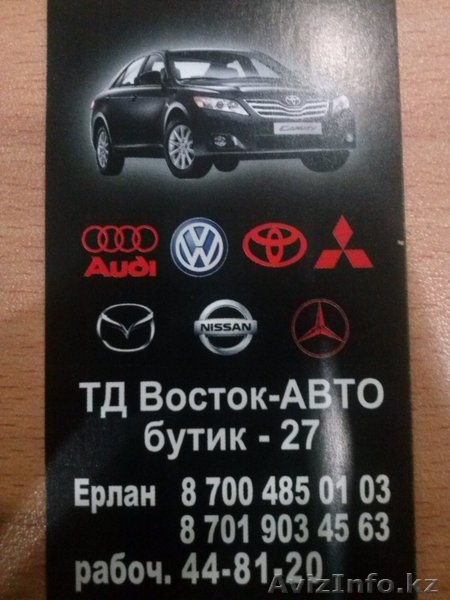 CAMRY
Audi
NISSAN
ТД Восток-АВТО
бутик - 27
Ерлан 8 700 485 01 03
8 701 903 45 63
рабоч. 44-81-20
AvizInfo.kz